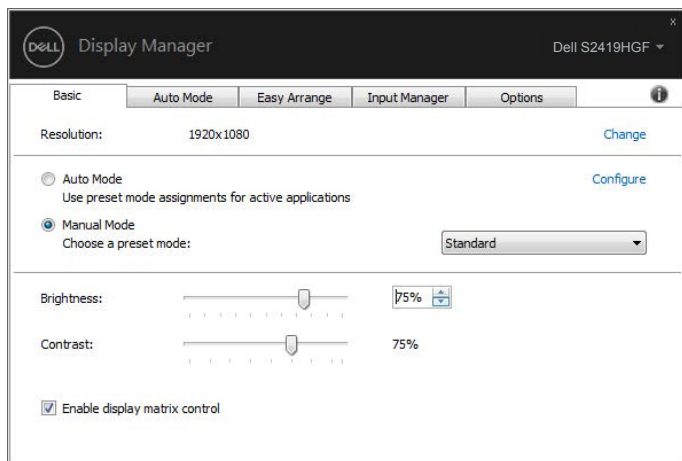 x
DELL Display Manager Dell S2419HGF
Basic Auto Mode Easy Arrange Input Manager Options i
Resolution: 1920x1080 Change
Auto Mode Configure
Use preset mode assignments for active applications
Manual Mode
Choose a preset mode: Standard
Brightness: 75%
Contrast: 75%
Enable display matrix control